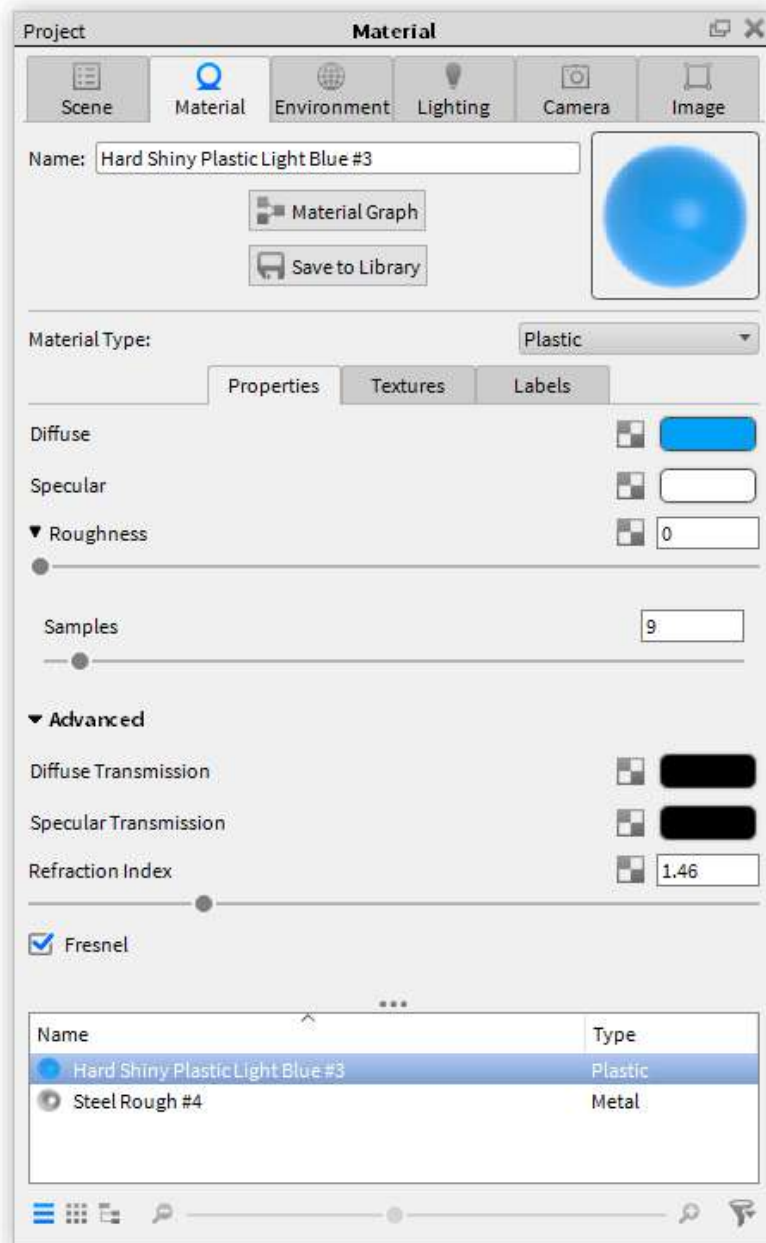 Project Material
Scene Material Environment Lighting Camera Image
Name: Hard Shiny Plastic Light Blue #3
Material Graph
Save to Library
Material Type: Plastic
Properties Textures Labels
Diffuse
Specular
Roughness 0
Samples 9
Advanced
Diffuse Transmission
Specular Transmission
Refraction Index 1.46
Fresnel
Name Type
Hard Shiny Plastic Light Blue #3 Plastic
Steel Rough #4 Metal